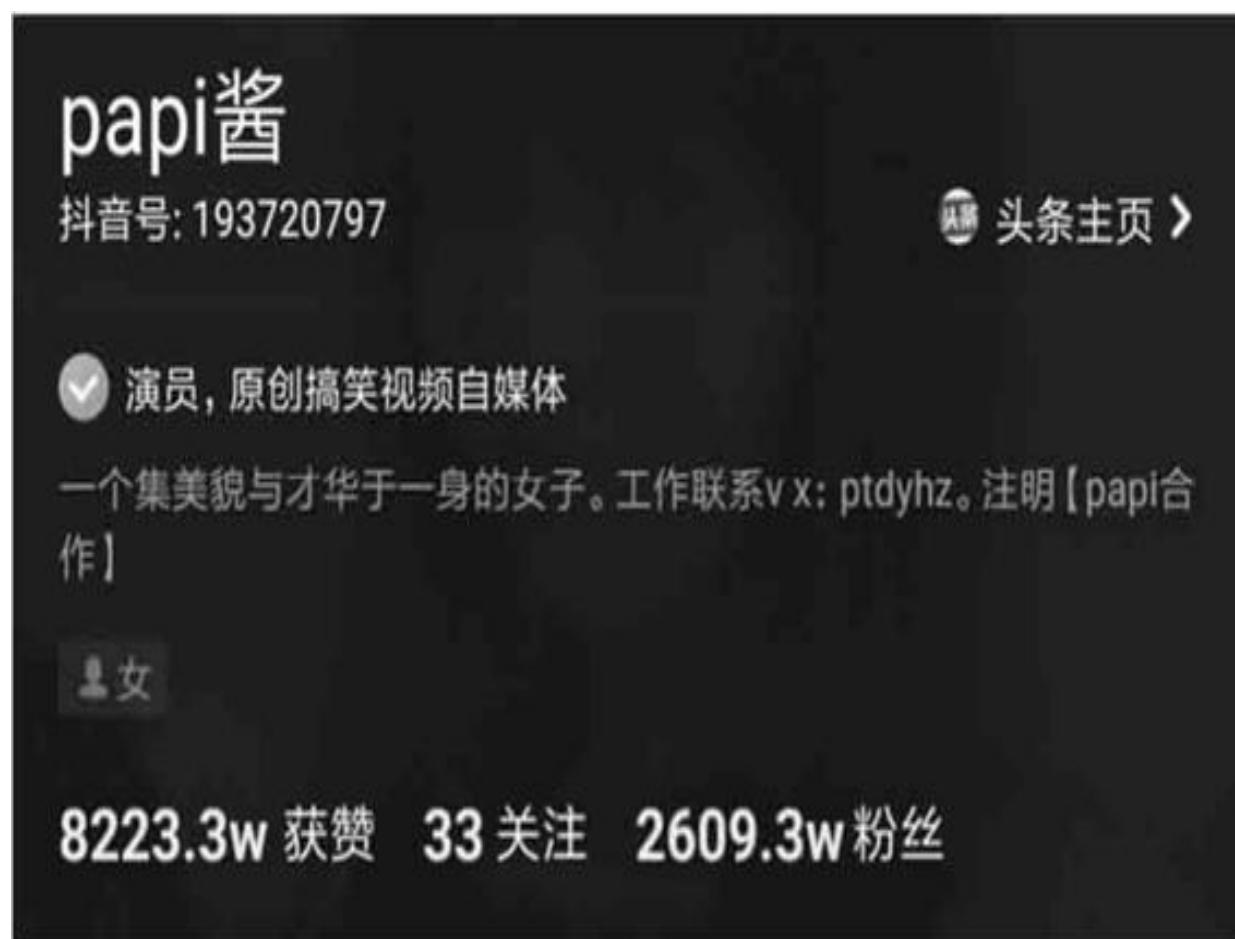 papi酱
抖音号: 193720797
头条 头条主页 >
演员，原创搞笑视频自媒体
一个集美貌与才华于一身的女子。工作联系v x：ptdyhz。注明【papi合
作】
女
8223.3w 获赞 33 关注 2609.3w 粉丝